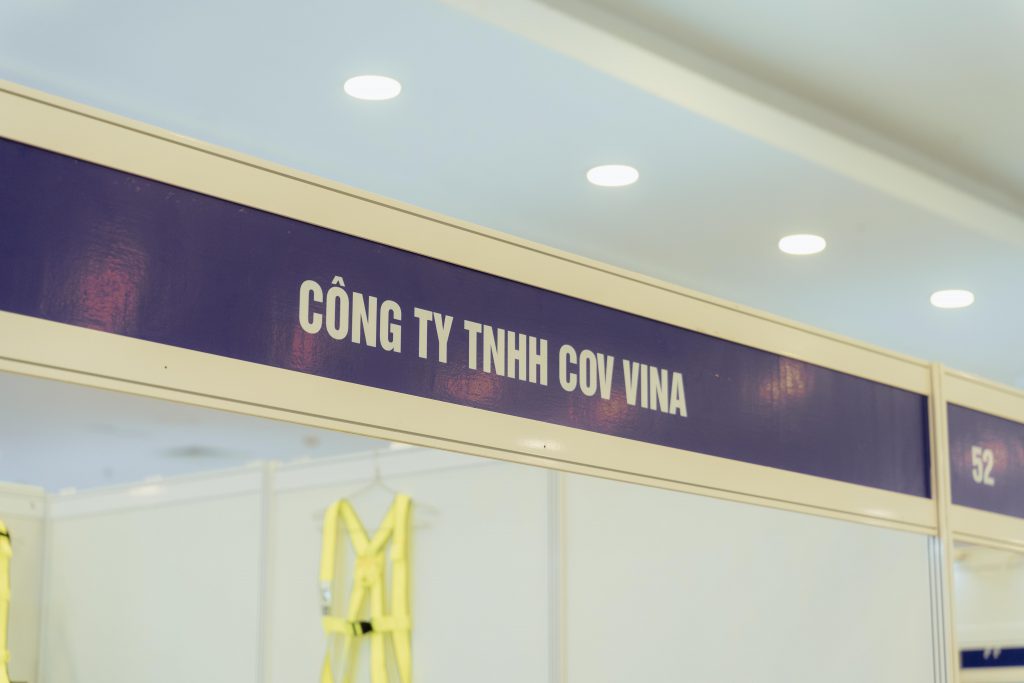 CÔNG TY TNHH COV VINA
52